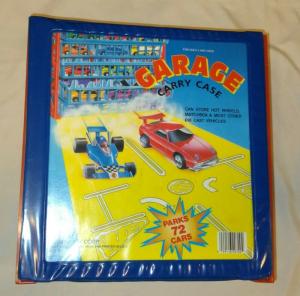 GARAGE
CARRY CASE
CAN STORE HOT WHEELS,
MATCHBOX & MOST OTHER
DIE CAST VEHICLES
PARKS
72
CARS